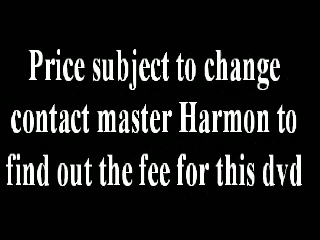 Price subject to change
contact master Harmon to
find out the fee for this dvd